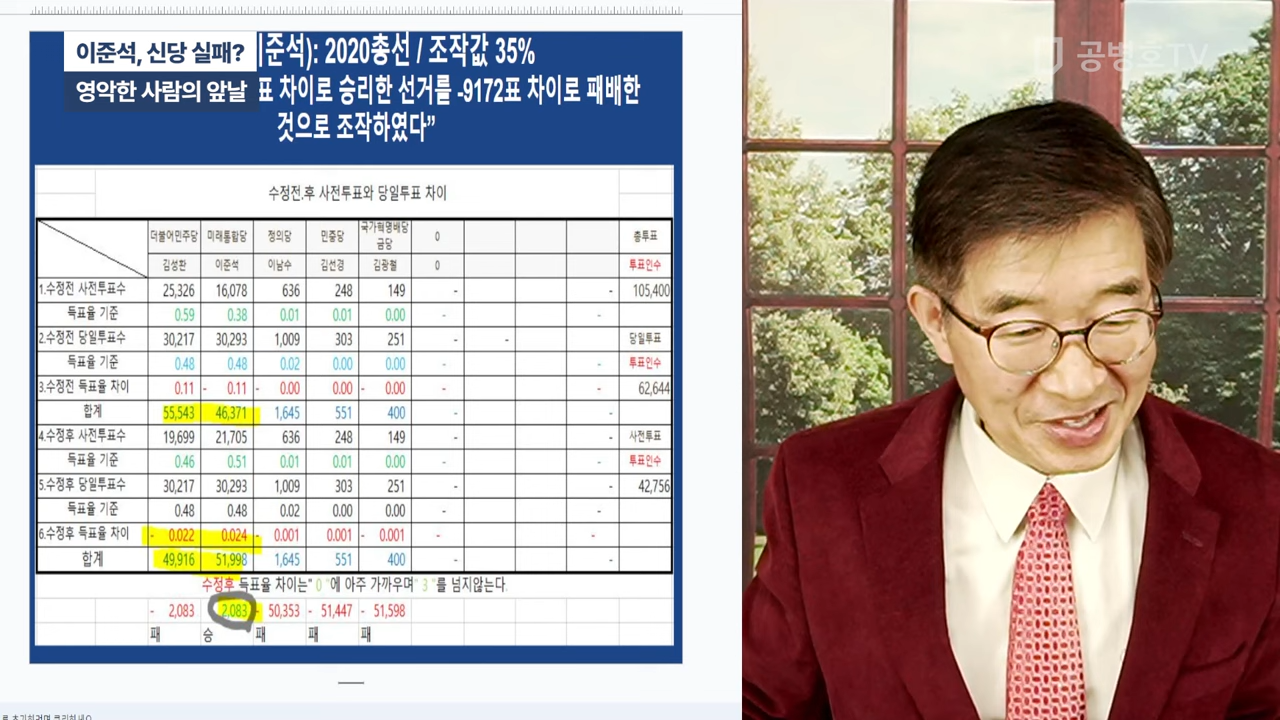 이준석, 신당 실패?
영악한 사람의 앞날
이준석): 2020총선 / 조작값 35%
표 차이로 승리한 선거를 -9172표 차이로 패배한
것으로 조작하였다”
공병호TV
수정전.후 사전투표와 당일투표 차이
더불어민주당 미래통합당 정의당 민중당 국가혁명배당금당 0 총투표
김성환 이준석 이남수 김선경 김광철 0 투표인수
1.수정전 사전투표수 25,326 16,078 636 248 149 - - 105,400
득표율 기준 0.59 0.38 0.01 0.01 0.00 - -
2.수정전 당일투표수 30,217 30,293 1,009 303 251 - - - 당일투표
득표율 기준 0.48 0.48 0.02 0.00 0.00 - - 투표인수
3.수정전 득표율 차이 0.11 - 0.11 - 0.00 0.00 - 0.00 - - 62,644
합계 55,543 46,371 1,645 551 400 - -
4.수정후 사전투표수 19,699 21,705 636 248 149 - - 사전투표
득표율 기준 0.46 0.51 0.01 0.01 0.00 - - 투표인수
5.수정후 당일투표수 30,217 30,293 1,009 303 251 - - 42,756
득표율 기준 0.48 0.48 0.02 0.00 0.00 - -
6.수정후 득표율 차이 - 0.022 0.024 - 0.001 0.001 - 0.001 - -
합계 49,916 51,998 1,645 551 400 - -
수정후 득표율 차이는" 0 "에 아주 가까우며" 3 "를 넘지않는다.
- 2,083 2,083 - 50,353 - 51,447 - 51,598
패 승 패 패 패